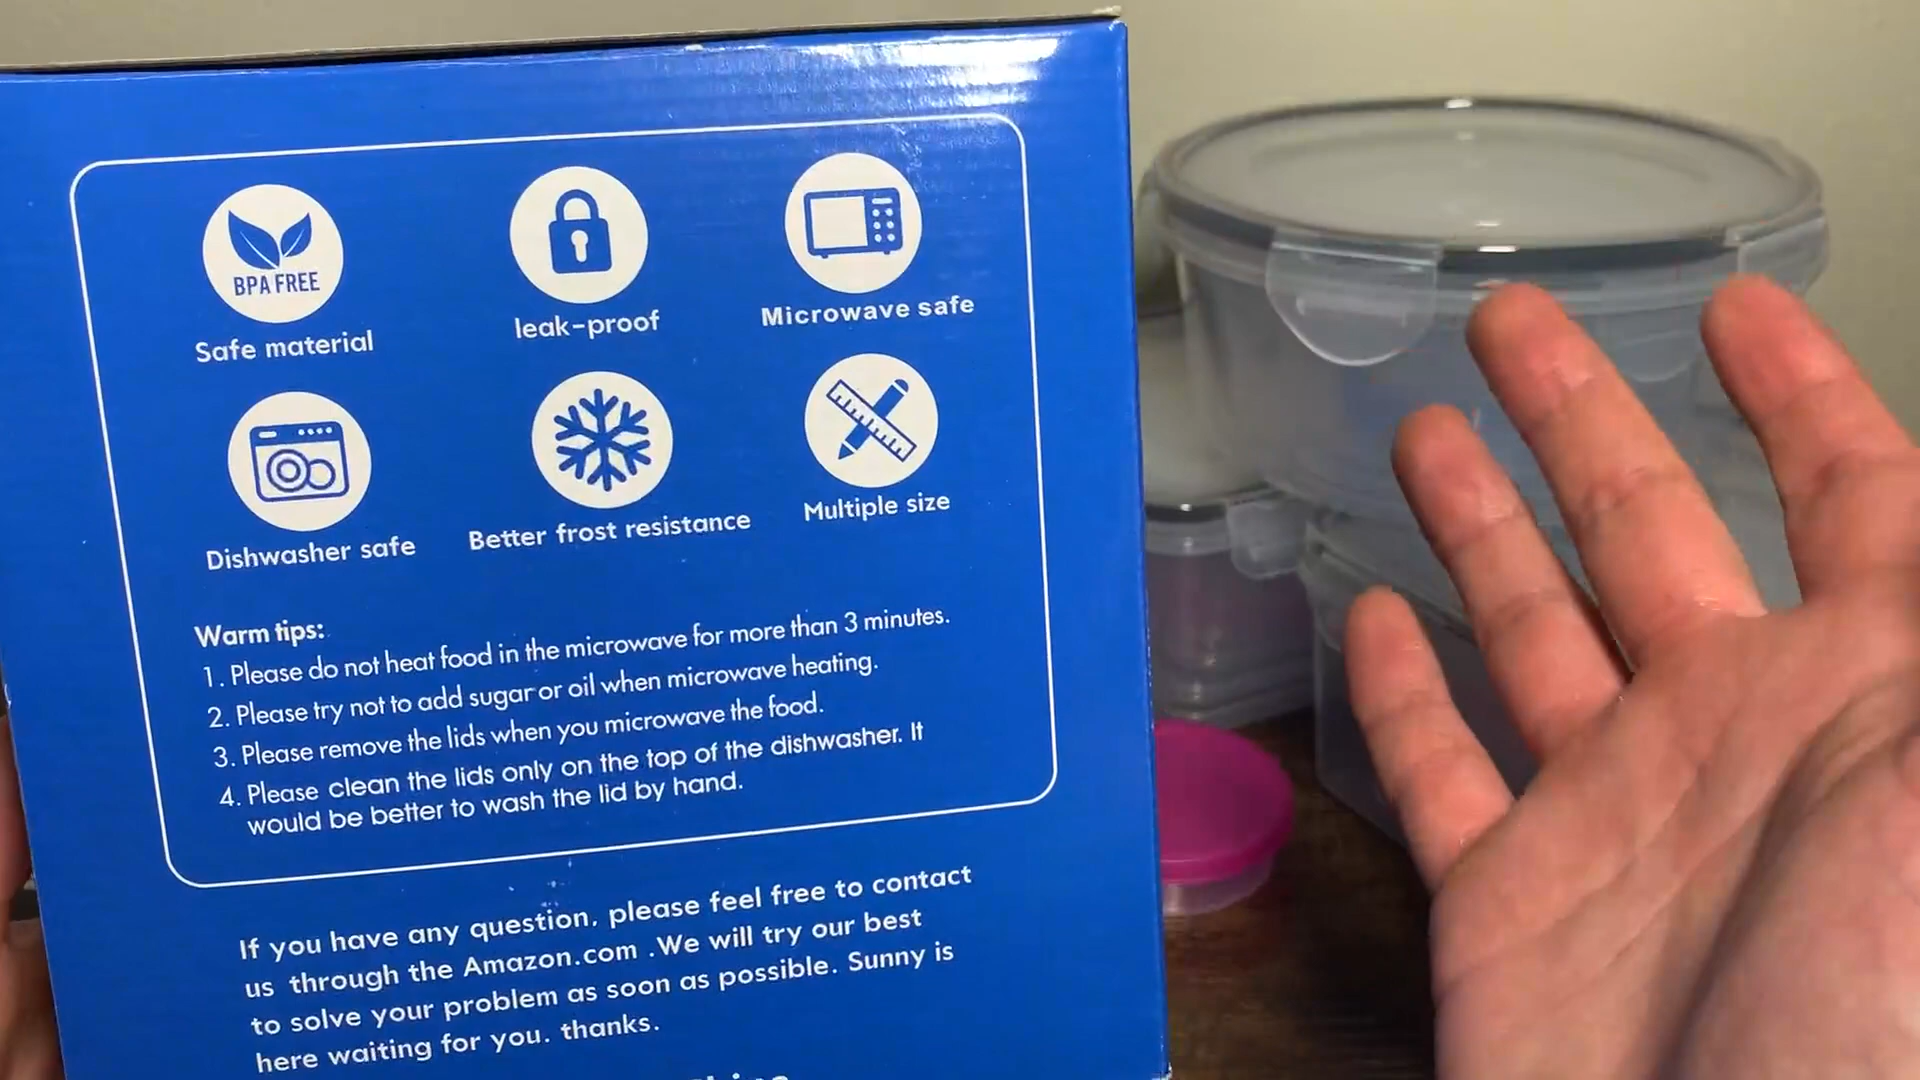 BPA FREE
Safe material
leak-proof
Microwave safe
Dishwasher safe
Better frost resistance
Multiple size
Warm tips:
1. Please do not heat food in the microwave for more than 3 minutes.
2. Please try not to add sugar or oil when microwave heating.
3. Please remove the lids when you microwave the food.
4. Please clean the lids only on the top of the dishwasher. It
would be better to wash the lid by hand.
If you have any question, please feel free to contact
us through the Amazon.com .We will try our best
to solve your problem as soon as possible. Sunny is
here waiting for you. thanks.